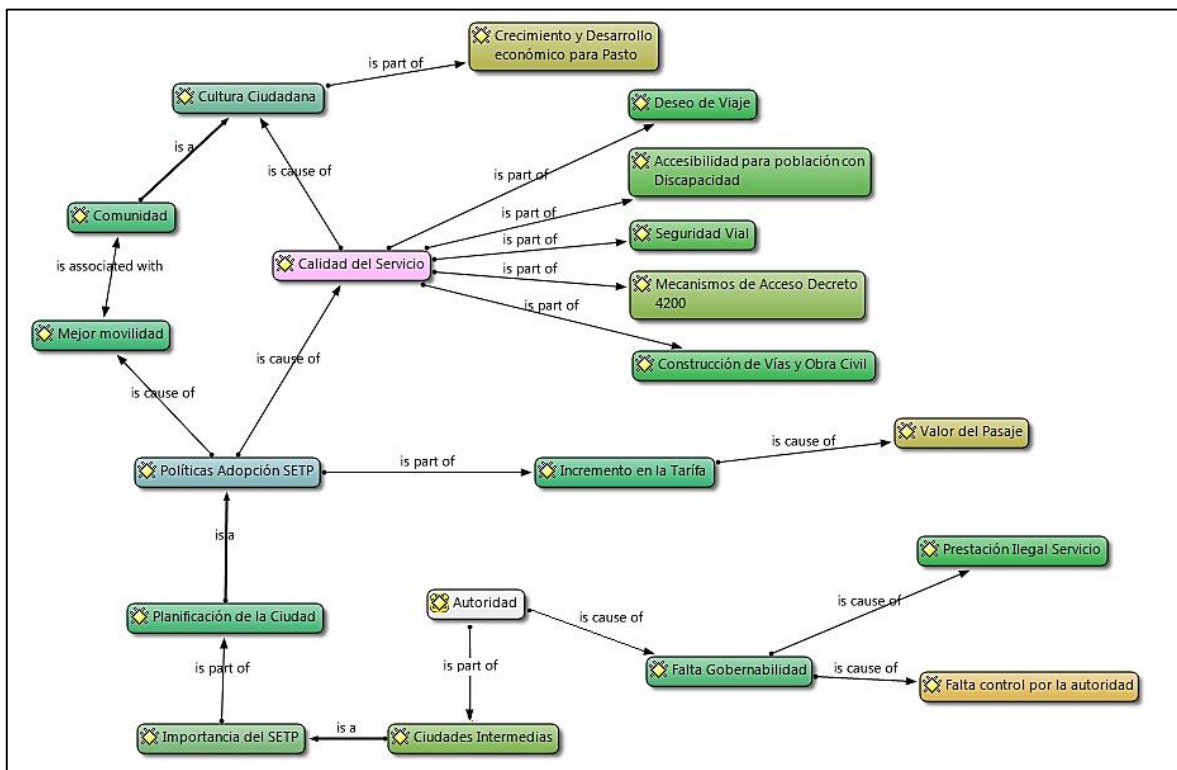 Crecimiento y Desarrollo
económico para Pasto
is part of
Cultura Ciudadana
Deseo de Viaje
is a
is cause of
is part of
Accesibilidad para población con
Discapacidad
is part of
Comunidad
Seguridad Vial
is part of
is associated with
Calidad del Servicio
is part of
Mecanismos de Acceso Decreto
4200
is part of
Mejor movilidad
is cause of
Construcción de Vías y Obra Civil
is cause of
Valor del Pasaje
is cause of
Políticas Adopción SETP
is part of
Incremento en la Tarífa
is a
Prestación Ilegal Servicio
Autoridad
is cause of
is cause of
Planificación de la Ciudad
is part of
is part of
Falta Gobernabilidad
is cause of
Falta control por la autoridad
Importancia del SETP
is a
Ciudades Intermedias